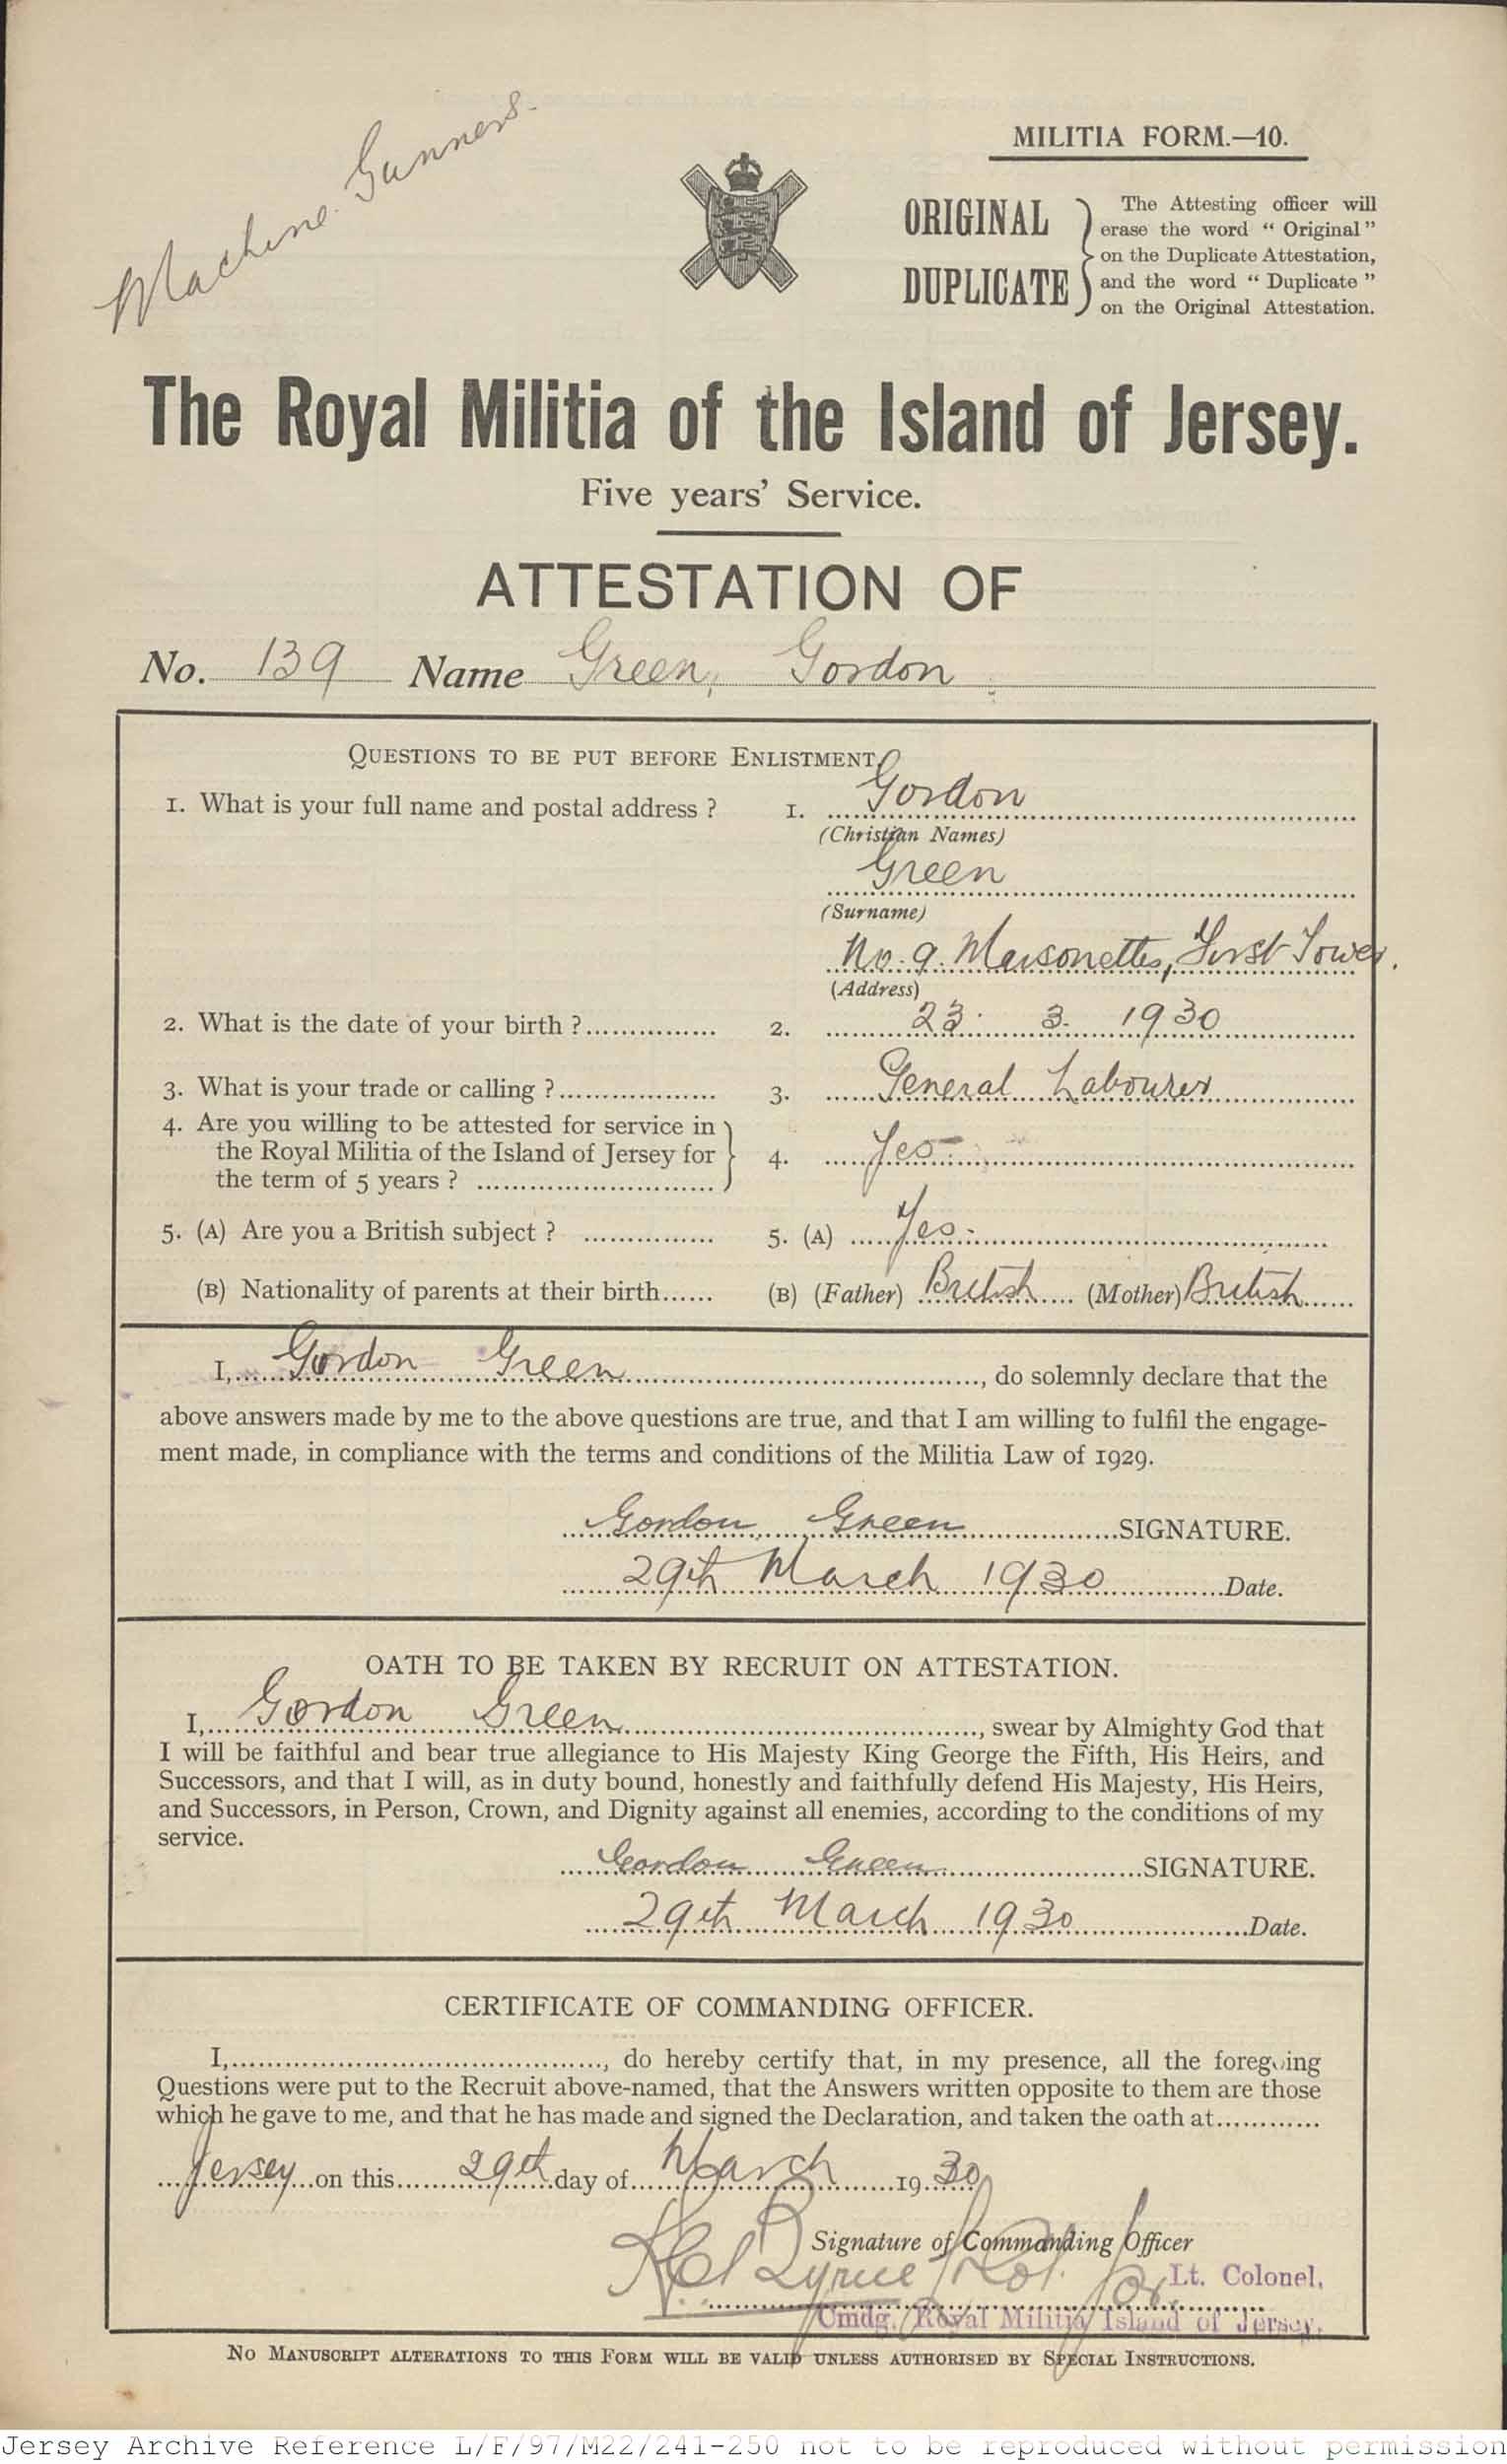 Machine Gunners.
MILITIA FORM.—10.
ORIGINAL
DUPLICATE
The Attesting officer will
erase the word “ Original ”
on the Duplicate Attestation,
and the word “ Duplicate ”
on the Original Attestation.
The Royal Militia of the Island of Jersey.
Five years’ Service.
ATTESTATION OF
No. 139 Name Green, Gordon
QUESTIONS TO BE PUT BEFORE ENLISTMENT
1. What is your full name and postal address ? 1. Gordon
(Christian Names)
Green
(Surname)
No. 9. Maisonettes, First Tower.
(Address)
2. What is the date of your birth ? 2. 23. 3. 1930
3. What is your trade or calling ? 3. General Labourer
4. Are you willing to be attested for service in
the Royal Militia of the Island of Jersey for 4. Yes
the term of 5 years ?
5. (A) Are you a British subject ? 5. (A) Yes.
(B) Nationality of parents at their birth (B) (Father) British (Mother) British
I, Gordon Green, do solemnly declare that the
above answers made by me to the above questions are true, and that I am willing to fulfil the engage-
ment made, in compliance with the terms and conditions of the Militia Law of 1929.
Gordon Green SIGNATURE.
29th March 1930 Date.
OATH TO BE TAKEN BY RECRUIT ON ATTESTATION.
I, Gordon Green, swear by Almighty God that
I will be faithful and bear true allegiance to His Majesty King George the Fifth, His Heirs, and
Successors, and that I will, as in duty bound, honestly and faithfully defend His Majesty, His Heirs,
and Successors, in Person, Crown, and Dignity against all enemies, according to the conditions of my
service.
Gordon Green SIGNATURE.
29th March 1930 Date.
CERTIFICATE OF COMMANDING OFFICER.
I, , do hereby certify that, in my presence, all the foregoing
Questions were put to the Recruit above-named, that the Answers written opposite to them are those
which he gave to me, and that he has made and signed the Declaration, and taken the oath at
Jersey on this 29th day of March 1930
Signature of Commanding Officer
for Lt. Colonel,
Cmdg. Royal Militia Island of Jersey.
NO MANUSCRIPT ALTERATIONS TO THIS FORM WILL BE VALID UNLESS AUTHORISED BY SPECIAL INSTRUCTIONS.
Jersey Archive Reference L/F/97/M22/241-250 not to be reproduced without permission